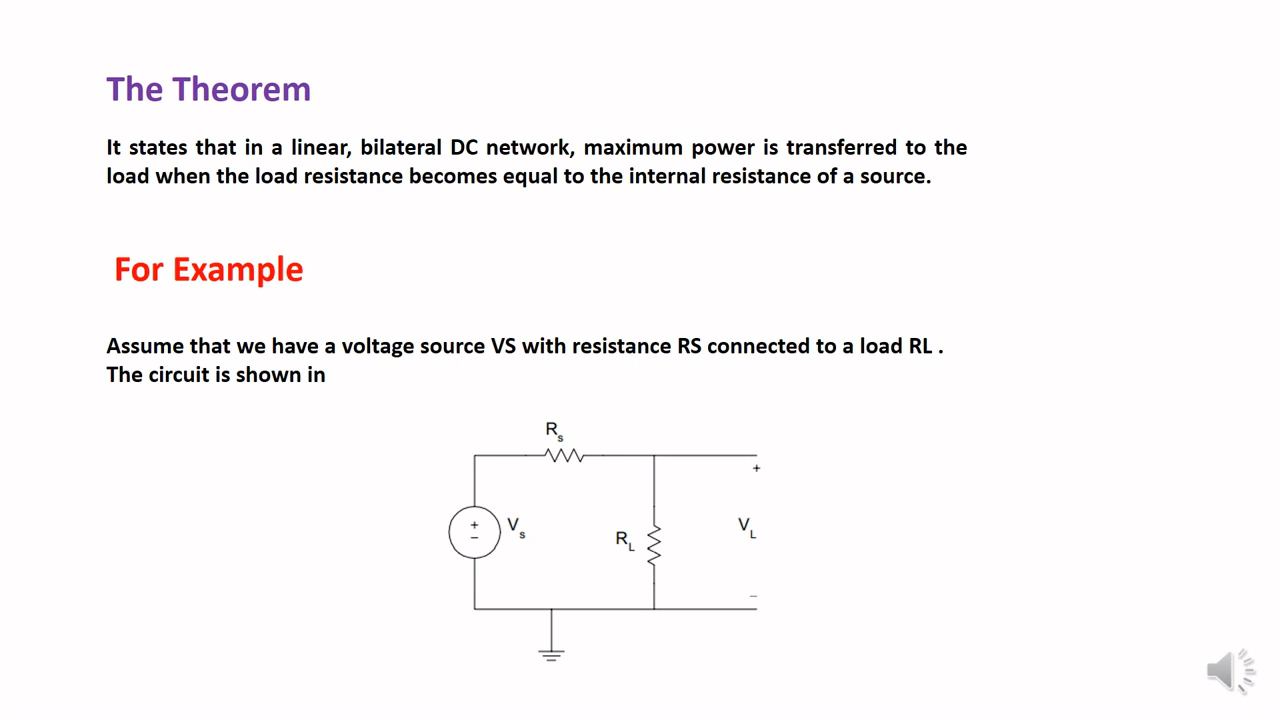 The Theorem
It states that in a linear, bilateral DC network, maximum power is transferred to the
load when the load resistance becomes equal to the internal resistance of a source.
For Example
Assume that we have a voltage source VS with resistance RS connected to a load RL .
The circuit is shown in
Rs
+
+
−
Vs
RL
VL
−